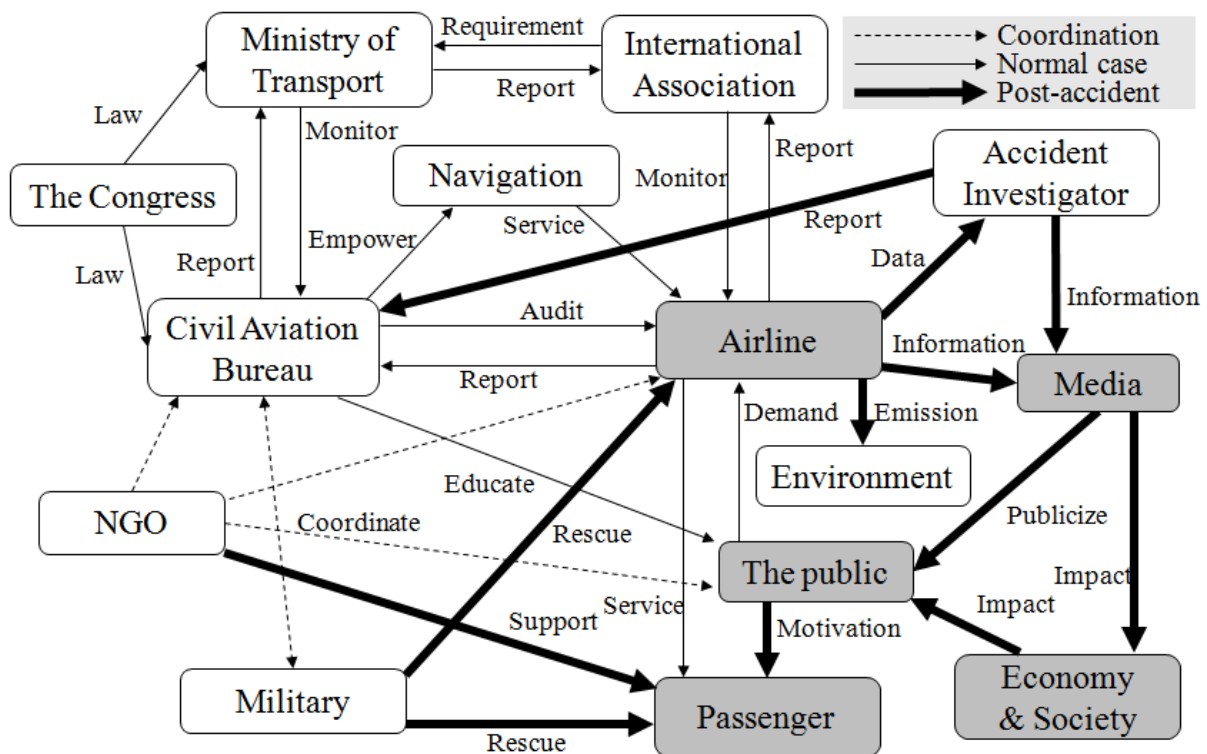 Ministry of
Transport
Requirement
Report
International
Association
Coordination
Normal case
Post-accident
Law
Monitor
Report
Accident
Investigator
The Congress
Navigation
Monitor
Service
Report
Empower
Data
Law
Report
Information
Civil Aviation
Bureau
Audit
Report
Airline
Information
Media
Demand
Emission
Environment
Educate
NGO
Coordinate
Rescue
Publicize
The public
Impact
Impact
Service
Support
Motivation
Military
Rescue
Passenger
Economy
& Society